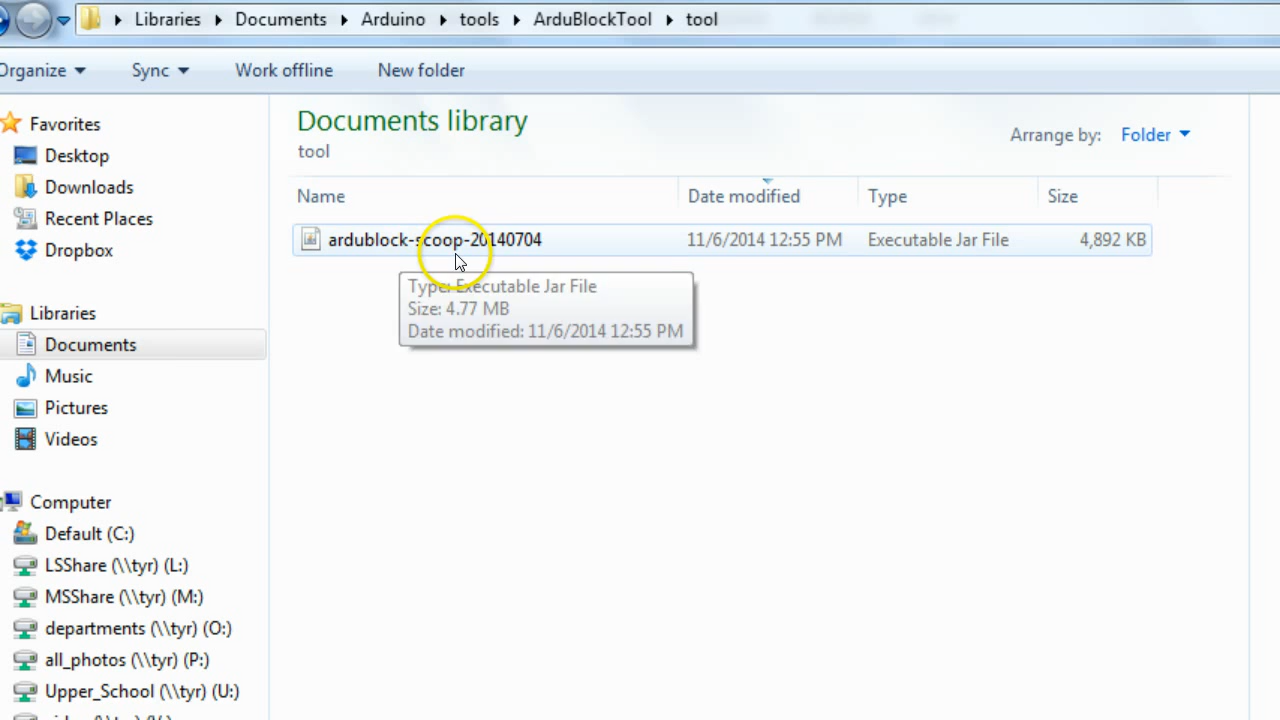 Libraries Documents Arduino tools ArduBlockTool tool
Organize Sync Work offline New folder
Favorites
Desktop
Downloads
Recent Places
Dropbox
Libraries
Documents
Music
Pictures
Videos
Computer
Default (C:)
LSShare (\\tyr) (L:)
MSShare (\\tyr) (M:)
departments (\\tyr) (O:)
all_photos (\\tyr) (P:)
Upper_School (\\tyr) (U:)
Documents library
tool
Arrange by: Folder
Name Date modified Type Size
ardublock-scoop-20140704 11/6/2014 12:55 PM Executable Jar File 4,892 KB
Type: Executable Jar File
Size: 4.77 MB
Date modified: 11/6/2014 12:55 PM